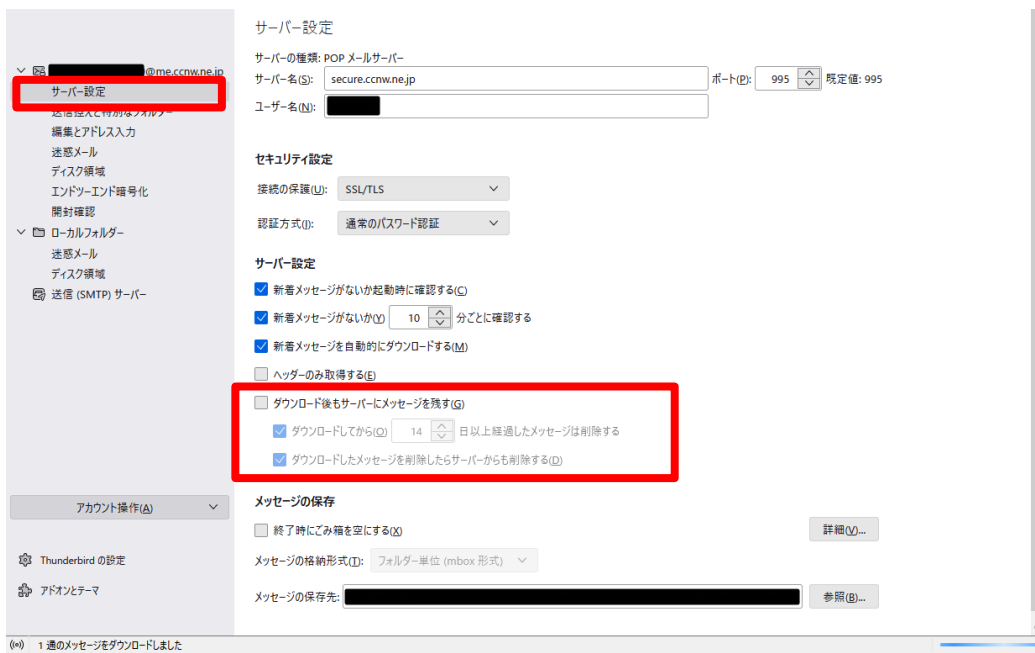 @me.ccnw.ne.jp
サーバー設定
送信控えと特別なフォルダー
編集とアドレス入力
迷惑メール
ディスク領域
エンドツーエンド暗号化
開封確認
ローカルフォルダー
迷惑メール
ディスク領域
送信 (SMTP) サーバー
アカウント操作(A)
Thunderbird の設定
アドオンとテーマ
サーバー設定
サーバーの種類: POP メールサーバー
サーバー名(S): secure.ccnw.ne.jp ポート(P): 995 既定値: 995
ユーザー名(N):
セキュリティ設定
接続の保護(U): SSL/TLS
認証方式(I): 通常のパスワード認証
サーバー設定
新着メッセージがないか起動時に確認する(C)
新着メッセージがないか(Y) 10 分ごとに確認する
新着メッセージを自動的にダウンロードする(M)
ヘッダーのみ取得する(E)
ダウンロード後もサーバーにメッセージを残す(G)
ダウンロードしてから(O) 14 日以上経過したメッセージは削除する
ダウンロードしたメッセージを削除したらサーバーからも削除する(D)
メッセージの保存
終了時にごみ箱を空にする(X) 詳細(V)...
メッセージの格納形式(T): フォルダー単位 (mbox 形式)
メッセージの保存先: 参照(B)...
1 通のメッセージをダウンロードしました